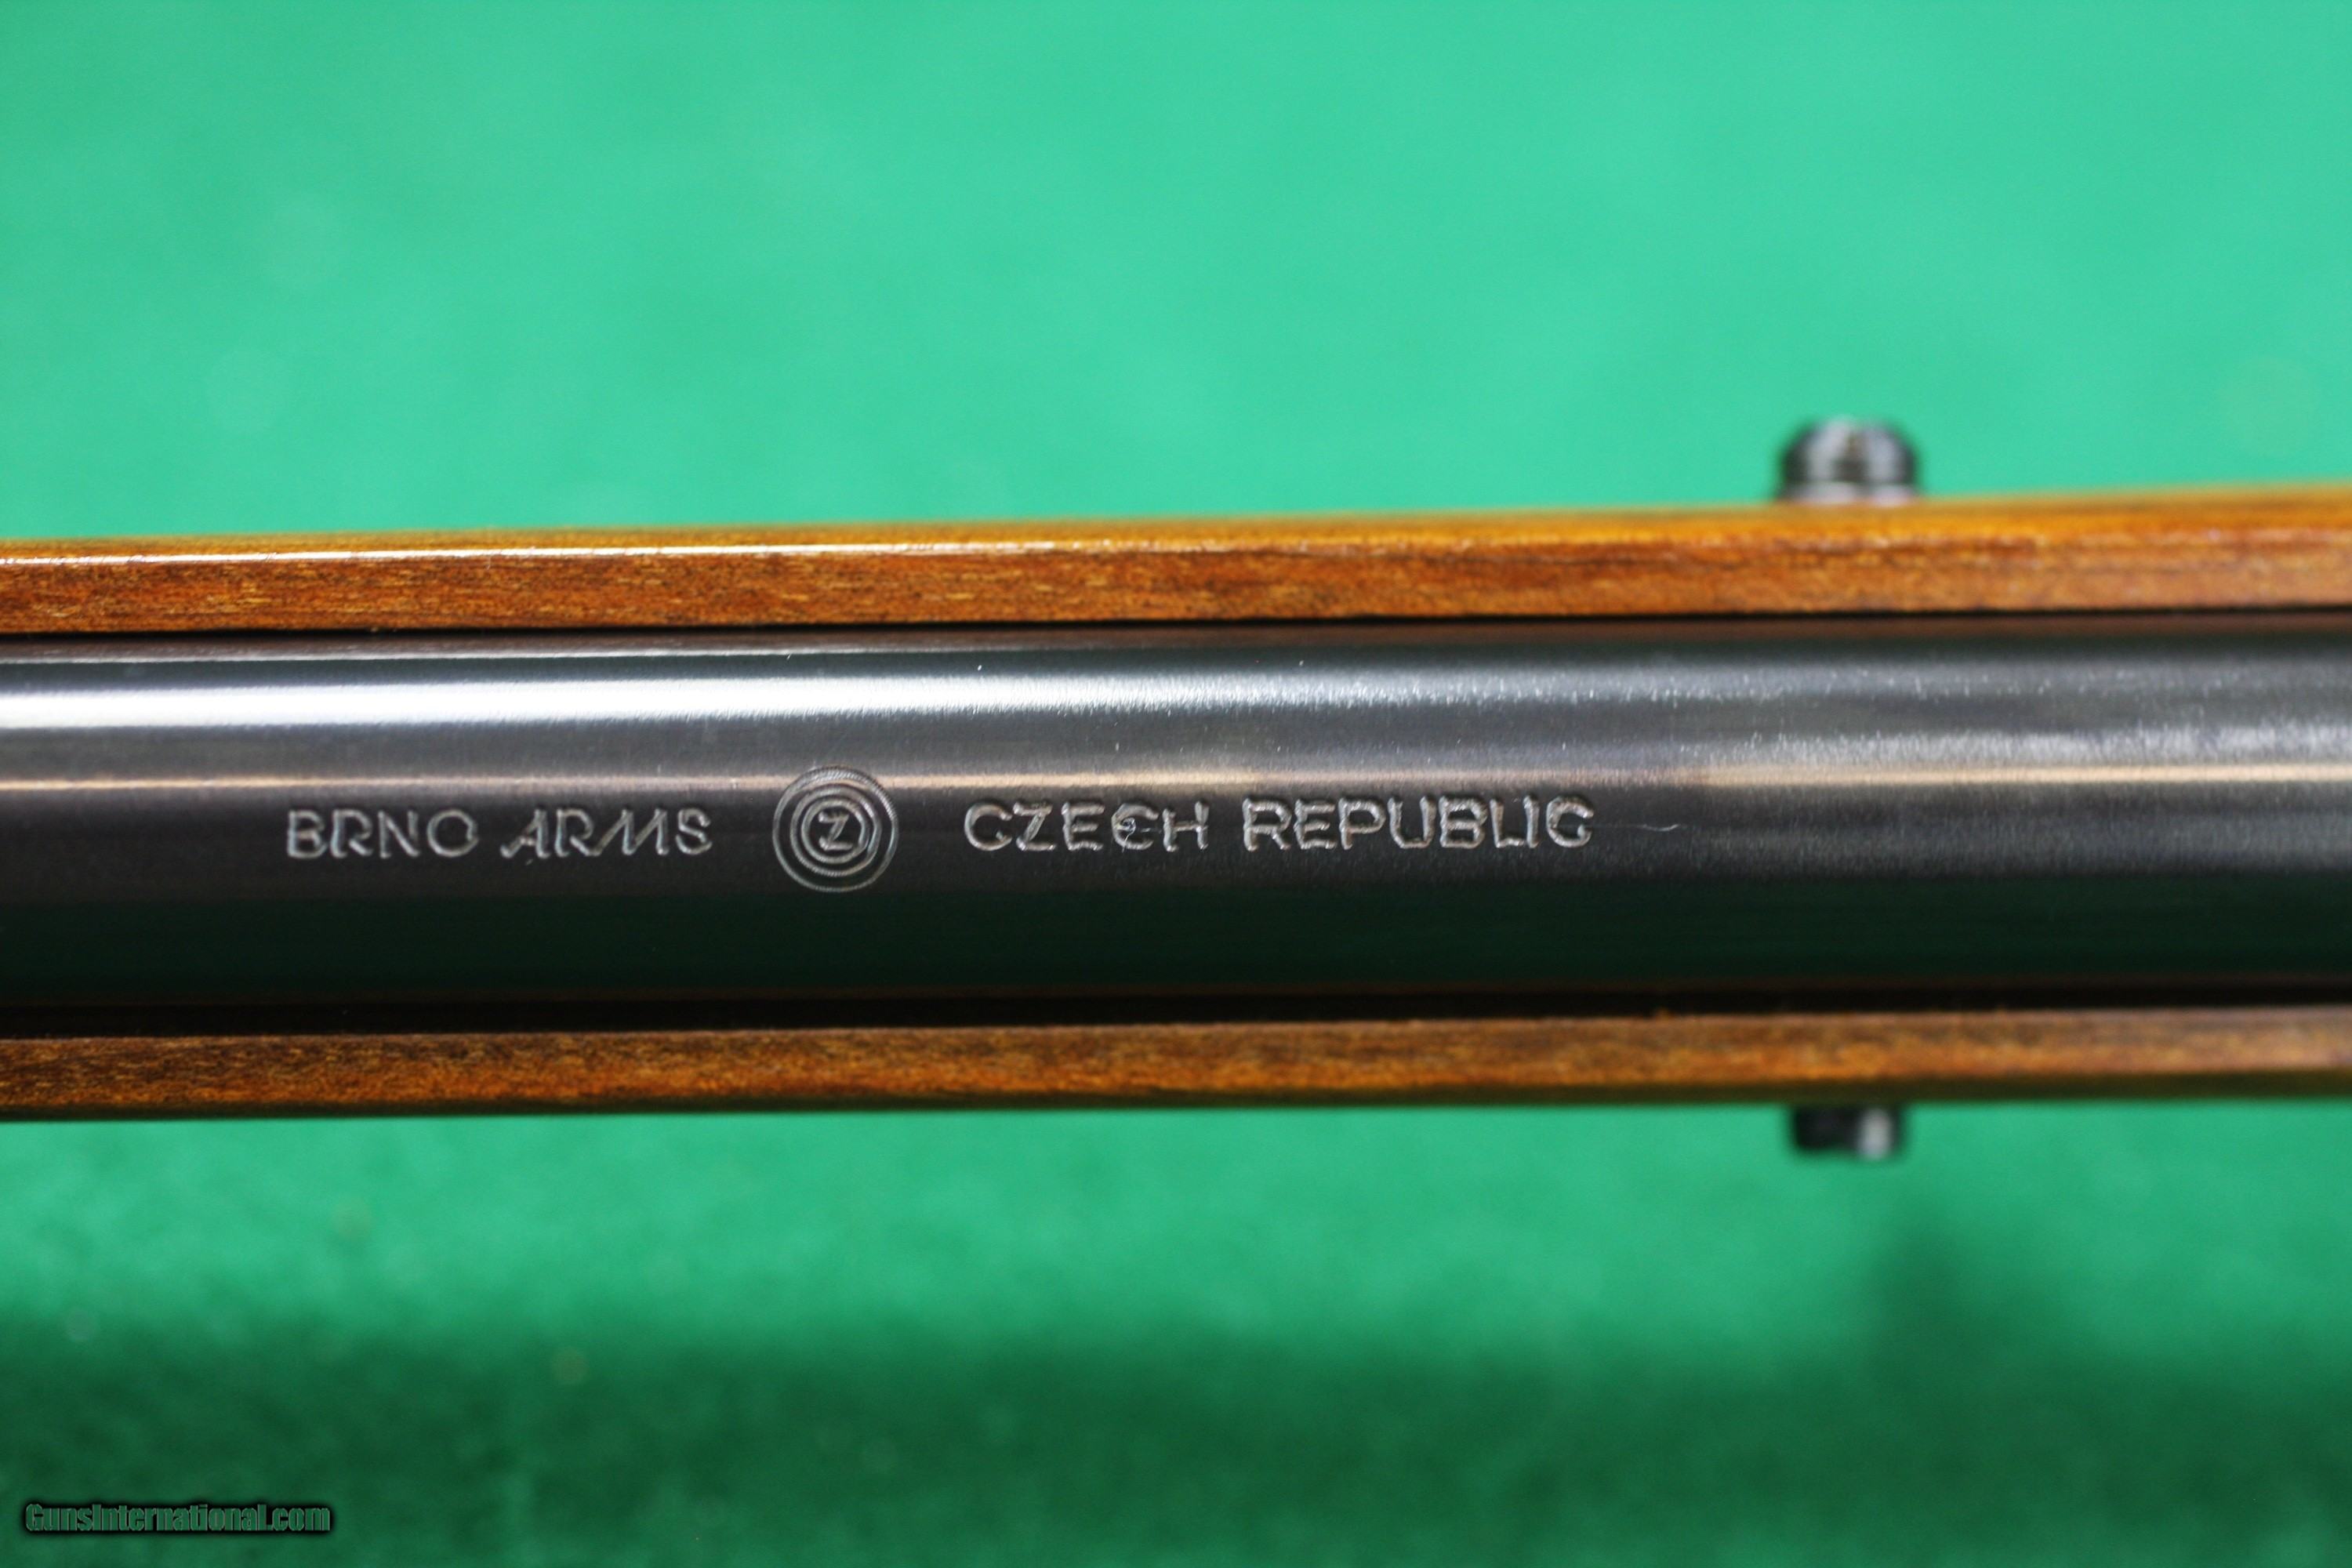 BRNO ARMS Z CZECH REPUBLIC
GunsInternational.com